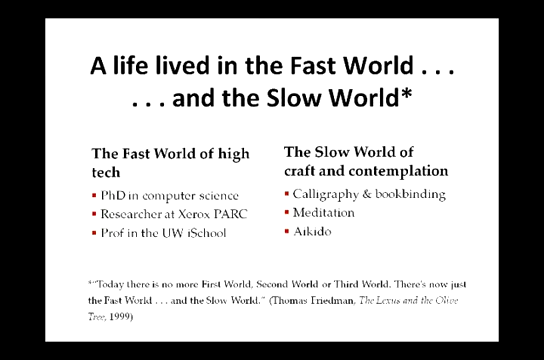 A life lived in the Fast World . . .
. . . and the Slow World*
The Fast World of high
tech
▪ PhD in computer science
▪ Researcher at Xerox PARC
▪ Prof in the UW iSchool
The Slow World of
craft and contemplation
▪ Calligraphy & bookbinding
▪ Meditation
▪ Aikido
*"Today there is no more First World, Second World or Third World. There's now just
the Fast World . . . and the Slow World." (Thomas Friedman, The Lexus and the Olive
Tree, 1999)